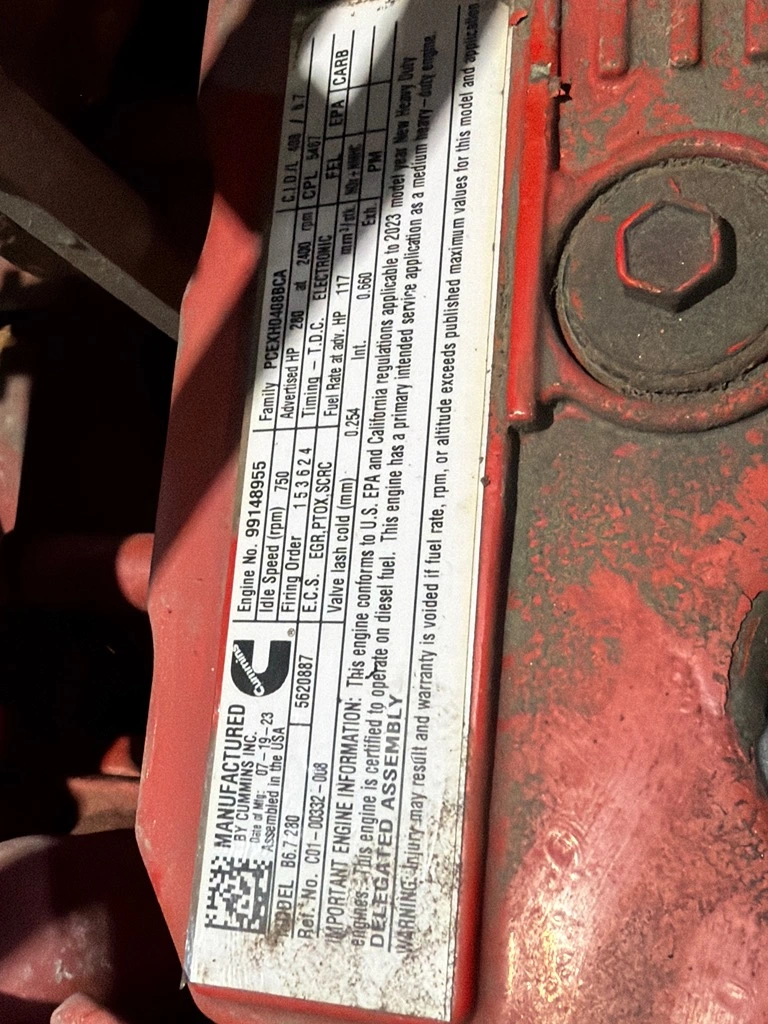 MANUFACTURED
BY CUMMINS INC.
Date of Mfg: 07-19-23
Assembled in the USA
Cummins
®
MODEL B6.7 280
5620887
Ref. No. C01-00332-008
Engine No. 99148955
Family PCEXH0408BCA
C.I.D./L 408 / 6.7
Idle Speed (rpm) 750
Advertised HP 280 at 2400 rpm
CPL 5467
Firing Order 1 5 3 6 2 4
Timing - T.D.C. ELECTRONIC
FEL EPA CARB
E.C.S. EGR,PTOX,SCRC
Fuel Rate at adv. HP 117 mm³/stk.
NOx+NMHC
Valve lash cold (mm) 0.254 Int. 0.660 Exh.
PM
IMPORTANT ENGINE INFORMATION: This engine conforms to U.S. EPA and California regulations applicable to 2023 model year New Heavy Duty
engines. This engine is certified to operate on diesel fuel. This engine has a primary intended service application as a medium heavy-duty engine.
DELEGATED ASSEMBLY
WARNING: Injury may result and warranty is voided if fuel rate, rpm, or altitude exceeds published maximum values for this model and application